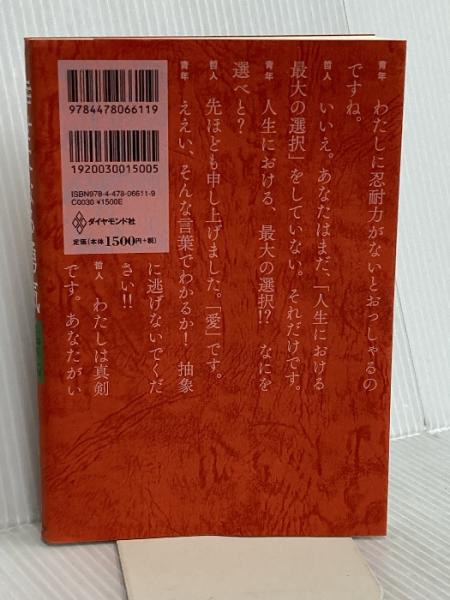 青年　わたしに忍耐力がないとおっしゃるの
ですね。
哲人　いいえ。あなたはまだ、「人生における
最大の選択」をしていない。それだけです。
青年　人生における、最大の選択!?　なにを
選べと？
哲人　先ほども申し上げました。「愛」です。
青年　ええい、そんな言葉でわかるか！　抽象
に逃げないでくだ
さい!!
哲人　わたしは真剣
です。あなたがい
9784478066119
1920030015005
ISBN978-4-478-06611-9
C0030 ¥1500E
ダイヤモンド社
定価(本体1500円+税)